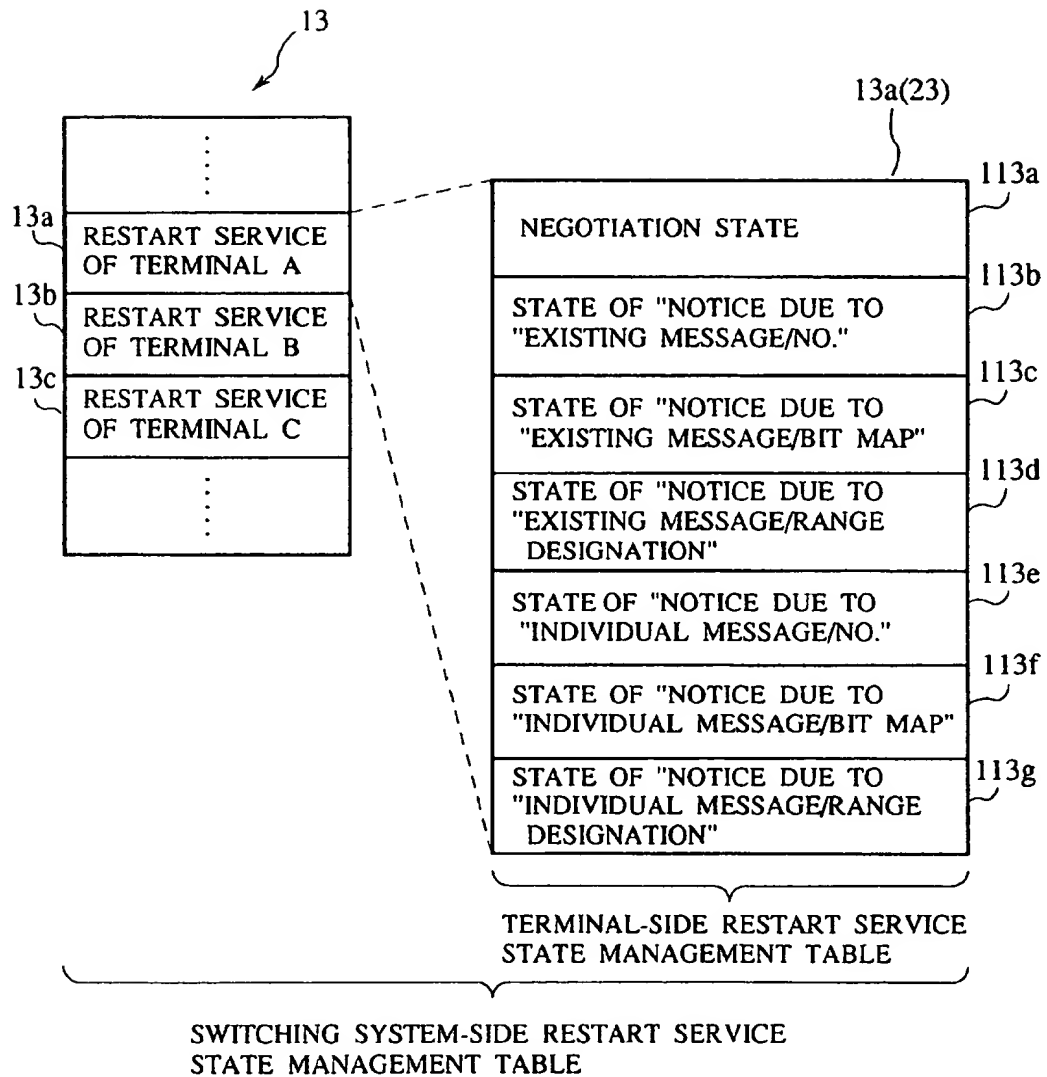 13
13a(23)
13a
RESTART SERVICE
OF TERMINAL A
13b
RESTART SERVICE
OF TERMINAL B
13c
RESTART SERVICE
OF TERMINAL C
113a
NEGOTIATION STATE
113b
STATE OF "NOTICE DUE TO
"EXISTING MESSAGE/NO."
113c
STATE OF "NOTICE DUE TO
"EXISTING MESSAGE/BIT MAP"
113d
STATE OF "NOTICE DUE TO
"EXISTING MESSAGE/RANGE
DESIGNATION"
113e
STATE OF "NOTICE DUE TO
"INDIVIDUAL MESSAGE/NO."
113f
STATE OF "NOTICE DUE TO
"INDIVIDUAL MESSAGE/BIT MAP"
113g
STATE OF "NOTICE DUE TO
"INDIVIDUAL MESSAGE/RANGE
DESIGNATION"
TERMINAL-SIDE RESTART SERVICE
STATE MANAGEMENT TABLE
SWITCHING SYSTEM-SIDE RESTART SERVICE
STATE MANAGEMENT TABLE